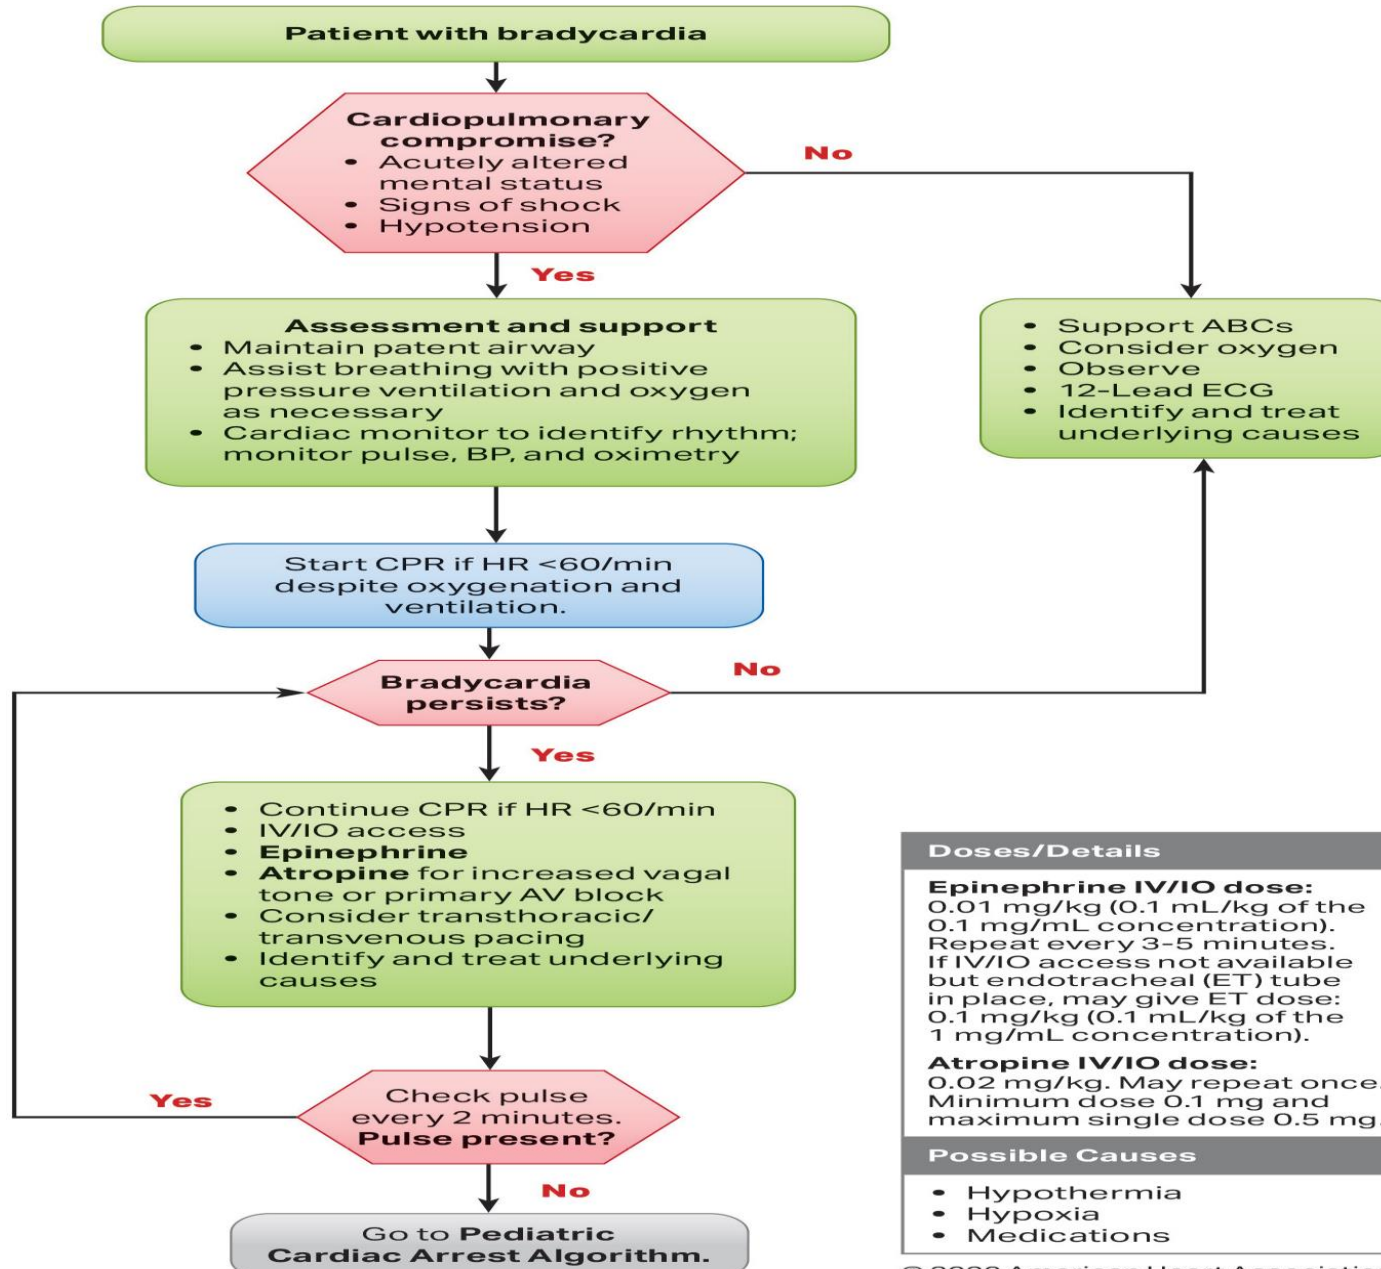 Patient with bradycardia
Cardiopulmonary
compromise?
• Acutely altered
mental status
• Signs of shock
• Hypotension
No
Yes
Assessment and support
• Maintain patent airway
• Assist breathing with positive
pressure ventilation and oxygen
as necessary
• Cardiac monitor to identify rhythm;
monitor pulse, BP, and oximetry
• Support ABCs
• Consider oxygen
• Observe
• 12-Lead ECG
• Identify and treat
underlying causes
Start CPR if HR <60/min
despite oxygenation and
ventilation.
Bradycardia
persists?
No
Yes
• Continue CPR if HR <60/min
• IV/IO access
• Epinephrine
• Atropine for increased vagal
tone or primary AV block
• Consider transthoracic/
transvenous pacing
• Identify and treat underlying
causes
Check pulse
every 2 minutes.
Pulse present?
Yes
No
Go to Pediatric
Cardiac Arrest Algorithm.
Doses/Details
Epinephrine IV/IO dose:
0.01 mg/kg (0.1 mL/kg of the
0.1 mg/mL concentration).
Repeat every 3-5 minutes.
If IV/IO access not available
but endotracheal (ET) tube
in place, may give ET dose:
0.1 mg/kg (0.1 mL/kg of the
1 mg/mL concentration).
Atropine IV/IO dose:
0.02 mg/kg. May repeat once.
Minimum dose 0.1 mg and
maximum single dose 0.5 mg.
Possible Causes
• Hypothermia
• Hypoxia
• Medications
American Heart Association